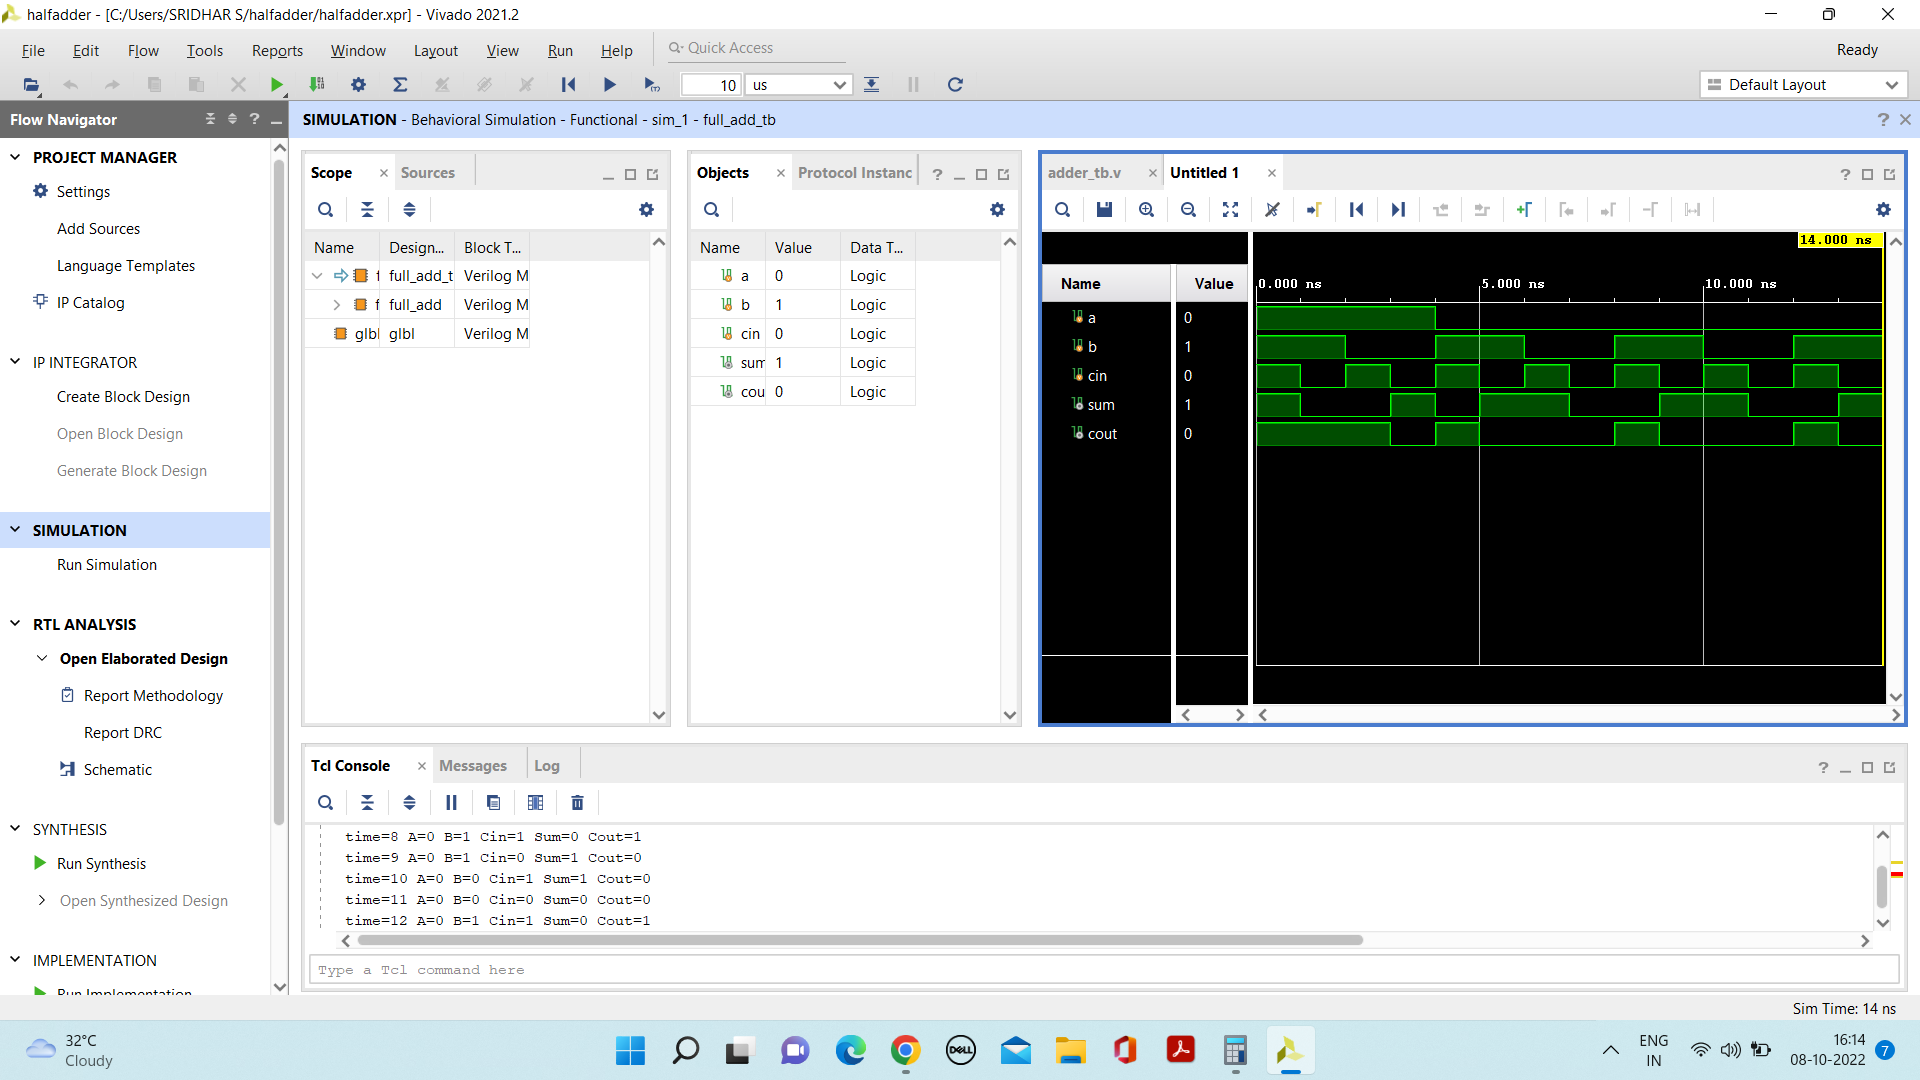 halfadder - [C:/Users/SRIDHAR S/halfadder/halfadder.xpr] - Vivado 2021.2
File Edit Flow Tools Reports Window Layout View Run Help Quick Access Ready
10 us Default Layout
Flow Navigator
SIMULATION - Behavioral Simulation - Functional - sim_1 - full_add_tb
PROJECT MANAGER
Settings
Add Sources
Language Templates
IP Catalog
IP INTEGRATOR
Create Block Design
Open Block Design
Generate Block Design
SIMULATION
Run Simulation
RTL ANALYSIS
Open Elaborated Design
Report Methodology
Report DRC
Schematic
SYNTHESIS
Run Synthesis
Open Synthesized Design
IMPLEMENTATION
Run Implementation
Scope Sources
Name Design... Block T...
f full_add_t Verilog M
f full_add Verilog M
glbl glbl Verilog M
Objects Protocol Instanc
Name Value Data T...
a 0 Logic
b 1 Logic
cin 0 Logic
sum 1 Logic
cou 0 Logic
adder_tb.v Untitled 1
14.000 ns
Name Value 0.000 ns 5.000 ns 10.000 ns
a 0
b 1
cin 0
sum 1
cout 0
Tcl Console Messages Log
time=8 A=0 B=1 Cin=1 Sum=0 Cout=1
time=9 A=0 B=1 Cin=0 Sum=1 Cout=0
time=10 A=0 B=0 Cin=1 Sum=1 Cout=0
time=11 A=0 B=0 Cin=0 Sum=0 Cout=0
time=12 A=0 B=1 Cin=1 Sum=0 Cout=1
Type a Tcl command here
Sim Time: 14 ns
32°C
Cloudy
DELL
ENG
IN
16:14
08-10-2022
7